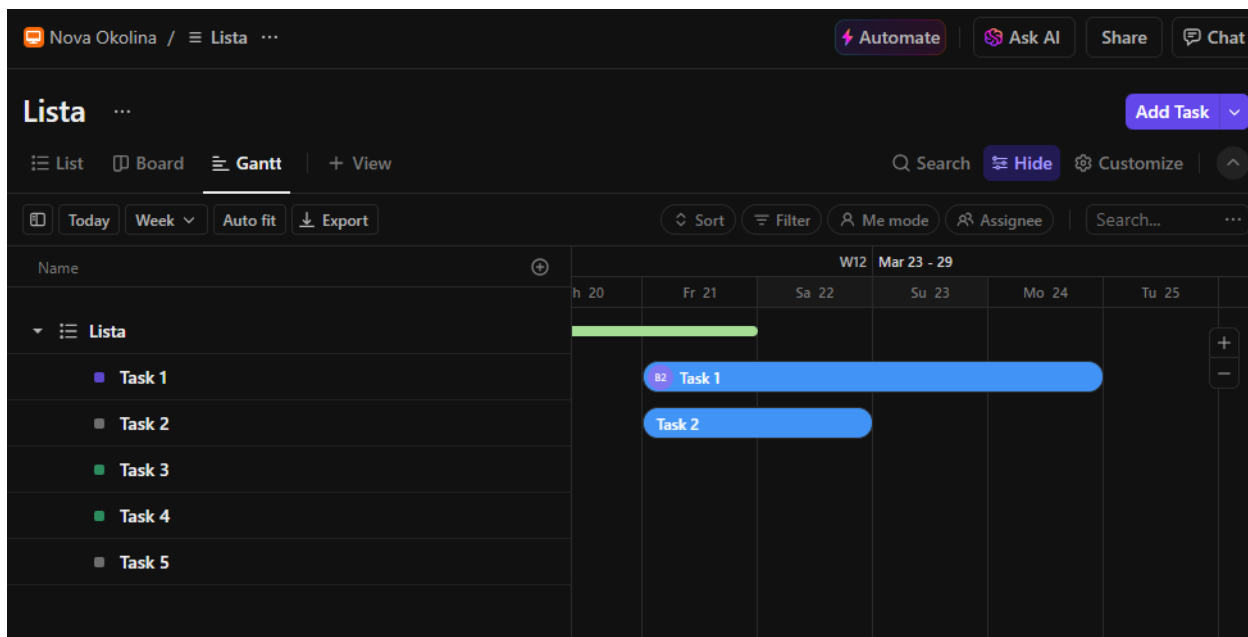 Nova Okolina / Lista ...
Automate Ask AI Share Chat
Lista ...
Add Task
List Board Gantt + View
Search Hide Customize
Today Week Auto fit Export
Sort Filter Me mode Assignee Search... ...
Name
W12 Mar 23 - 29
h 20 Fr 21 Sa 22 Su 23 Mo 24 Tu 25
Lista
Task 1 B2 Task 1
Task 2 Task 2
Task 3
Task 4
Task 5